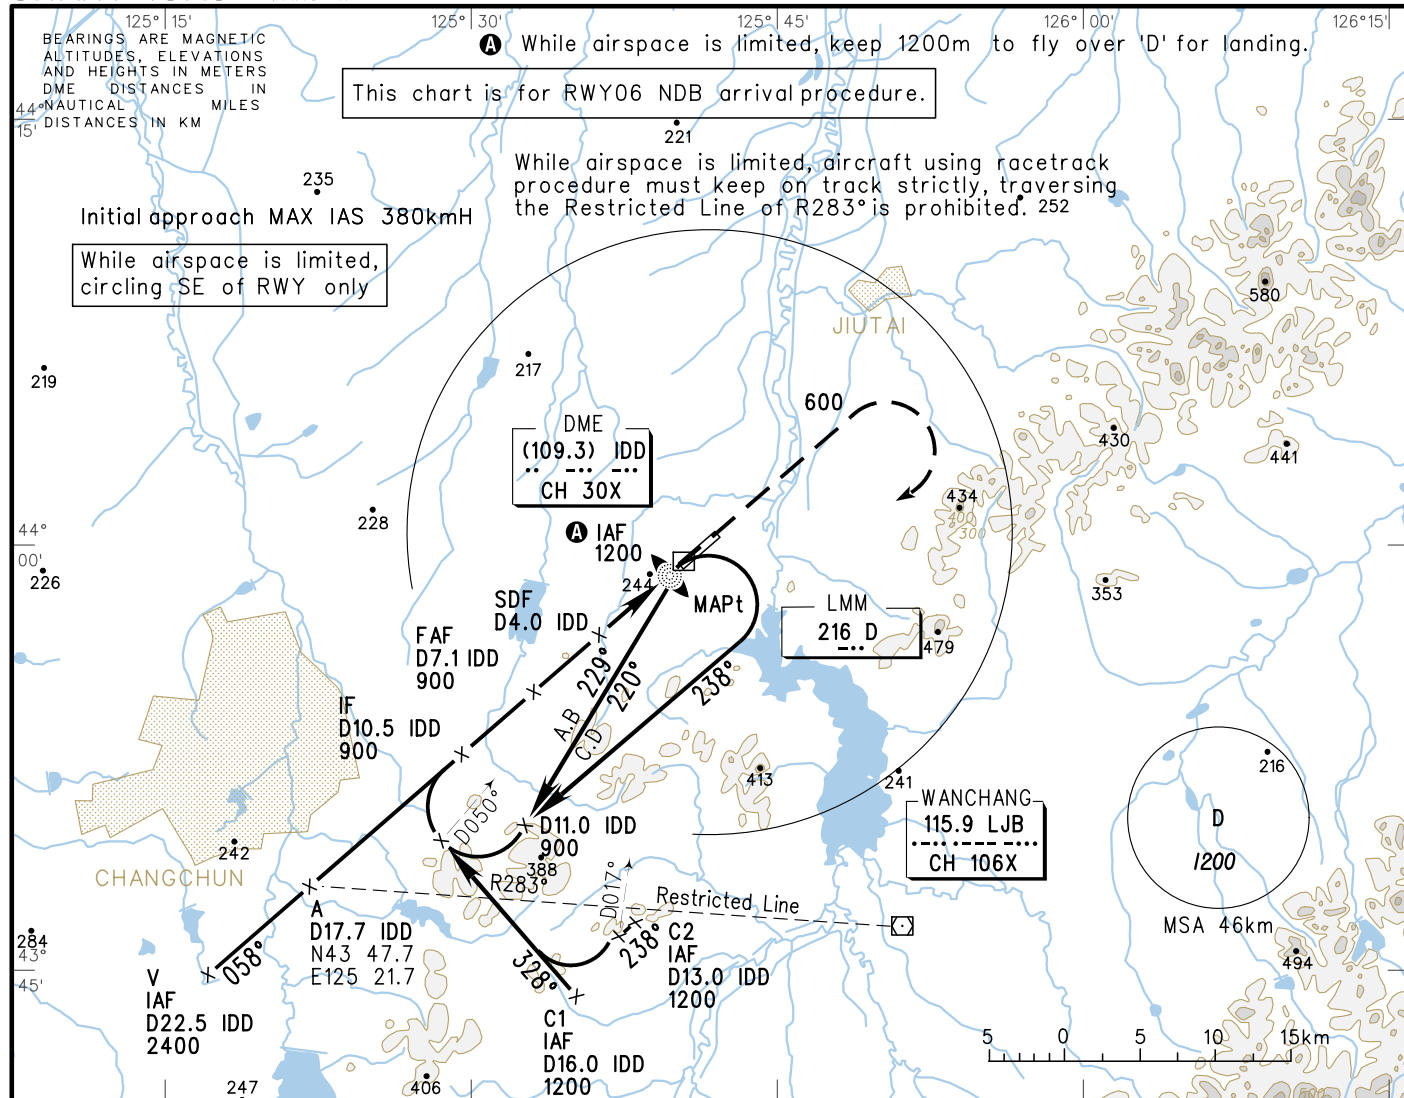 125° 15'
125° 30'
125° 45'
126° 00'
126° 15'
BEARINGS ARE MAGNETIC
ALTITUDES, ELEVATIONS
AND HEIGHTS IN METERS
DME DISTANCES IN
NAUTICAL MILES
DISTANCES IN KM
A While airspace is limited, keep 1200m to fly over 'D' for landing.
This chart is for RWY06 NDB arrival procedure.
44°
15'
221
While airspace is limited, aircraft using racetrack
procedure must keep on track strictly, traversing
the Restricted Line of R283° is prohibited.
252
235
Initial approach MAX IAS 380kmH
While airspace is limited,
circling SE of RWY only
580
JIUTAI
217
219
600
DME
(109.3) IDD
CH 30X
430
441
434
400
300
228
A IAF
1200
44°
00'
226
244
353
SDF
D4.0 IDD
MAPt
LMM
216 D
479
FAF
D7.1 IDD
900
229°
220°
238°
A.B
C.D
IF
D10.5 IDD
900
413
241
216
D
1200
MSA 46km
WANCHANG
115.9 LJB
CH 106X
D050°
D11.0 IDD
900
388
242
CHANGCHUN
R283°
D017°
Restricted Line
A
D17.7 IDD
N43 47.7
E125 21.7
284
43°
45'
058°
328°
238°
C2
IAF
D13.0 IDD
1200
494
V
IAF
D22.5 IDD
2400
C1
IAF
D16.0 IDD
1200
5 0 5 10 15km
247
406